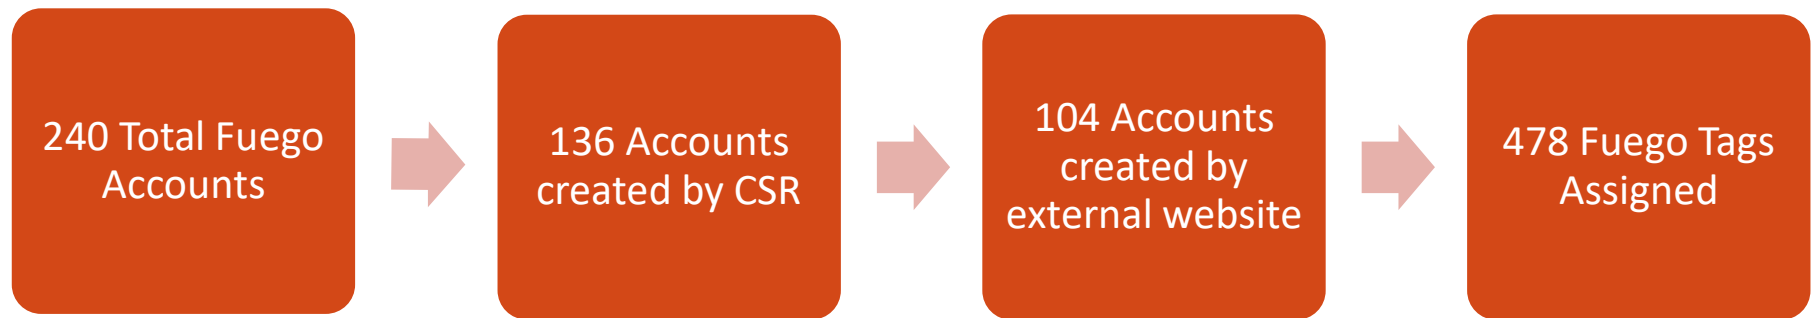 240 Total Fuego
Accounts
136 Accounts
created by CSR
104 Accounts
created by
external website
478 Fuego Tags
Assigned